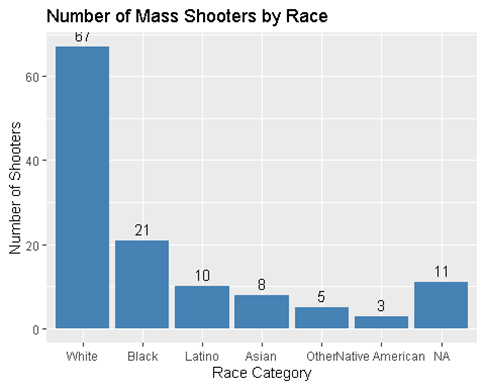 Number of Mass Shooters by Race
67
60
40
20
0
Number of Shooters
21
10
8
5
3
11
White Black Latino Asian Other Native American NA
Race Category